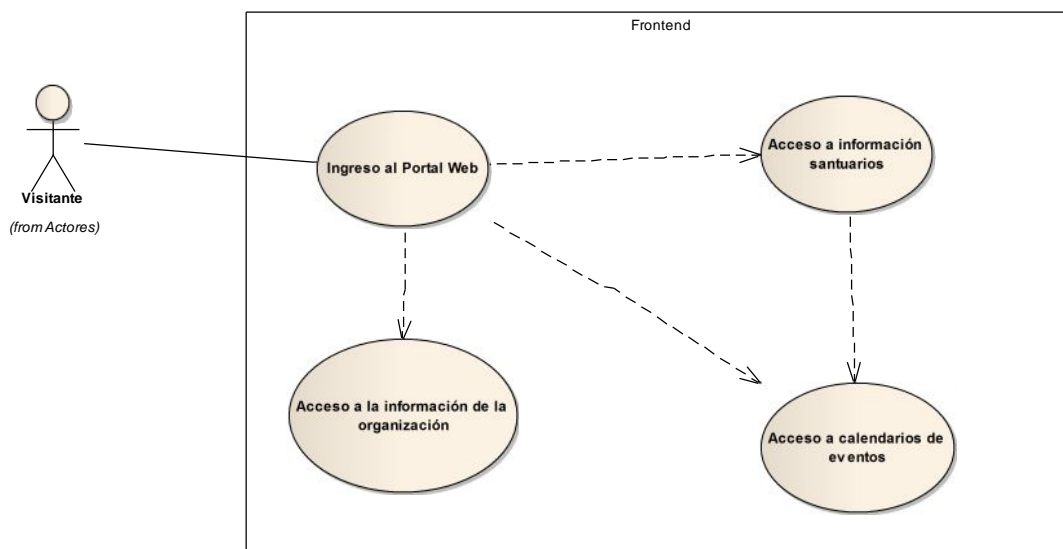 Frontend
Visitante
(from Actores)
Ingreso al Portal Web
Acceso a información
santuarios
Acceso a la información de la
organización
Acceso a calendarios de
eventos